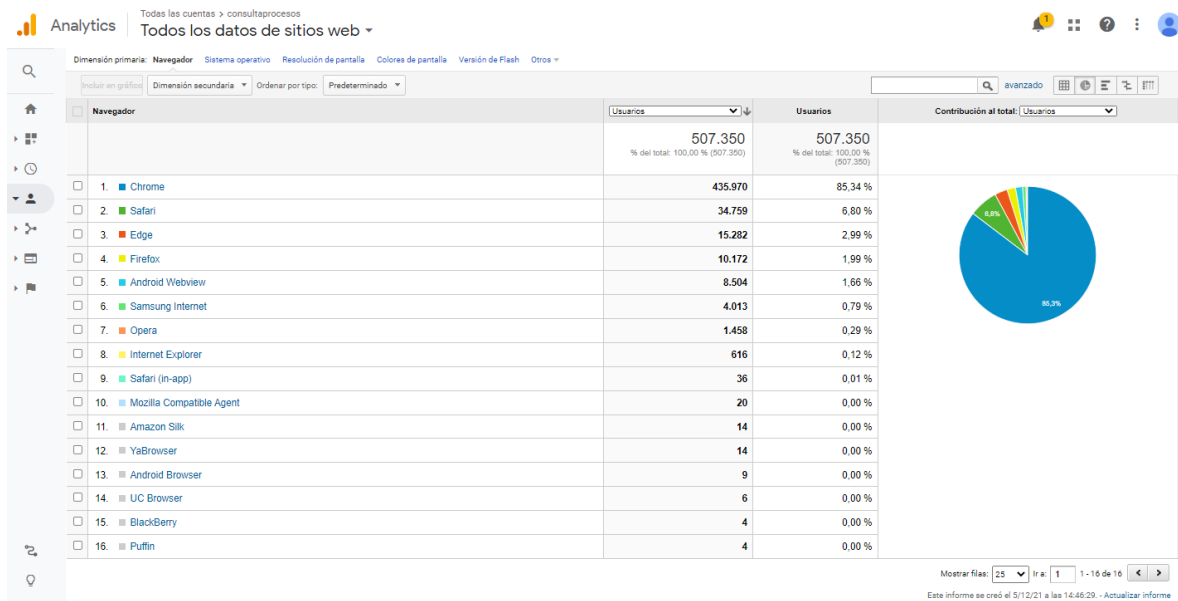 Analytics
Todas las cuentas > consultaprocesos
Todos los datos de sitios web
1
Dimensión primaria: Navegador Sistema operativo Resolución de pantalla Colores de pantalla Versión de Flash Otros
Incluir en gráfico Dimensión secundaria Ordenar por tipo: Predeterminado avanzado
Navegador Usuarios Usuarios Contribución al total: Usuarios
507.350 507.350
% del total: 100,00 % (507.350) % del total: 100,00 %
(507.350)
1. Chrome 435.970 85,34 %
2. Safari 34.759 6,80 %
3. Edge 15.282 2,99 %
4. Firefox 10.172 1,99 %
5. Android Webview 8.504 1,66 %
6. Samsung Internet 4.013 0,79 %
7. Opera 1.458 0,29 %
8. Internet Explorer 616 0,12 %
9. Safari (in-app) 36 0,01 %
10. Mozilla Compatible Agent 20 0,00 %
11. Amazon Silk 14 0,00 %
12. YaBrowser 14 0,00 %
13. Android Browser 9 0,00 %
14. UC Browser 6 0,00 %
15. BlackBerry 4 0,00 %
16. Puffin 4 0,00 %
6,8%
85,3%
Mostrar filas: 25 Ir a: 1 1 - 16 de 16
Este informe se creó el 5/12/21 a las 14:46:29. - Actualizar informe